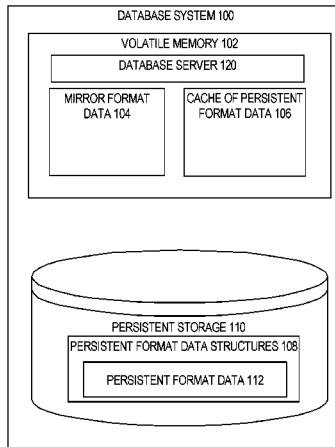 DATABASE SYSTEM 100
VOLATILE MEMORY 102
DATABASE SERVER 120
MIRROR FORMAT
DATA 104
CACHE OF PERSISTENT
FORMAT DATA 106
PERSISTENT STORAGE 110
PERSISTENT FORMAT DATA STRUCTURES 108
PERSISTENT FORMAT DATA 112